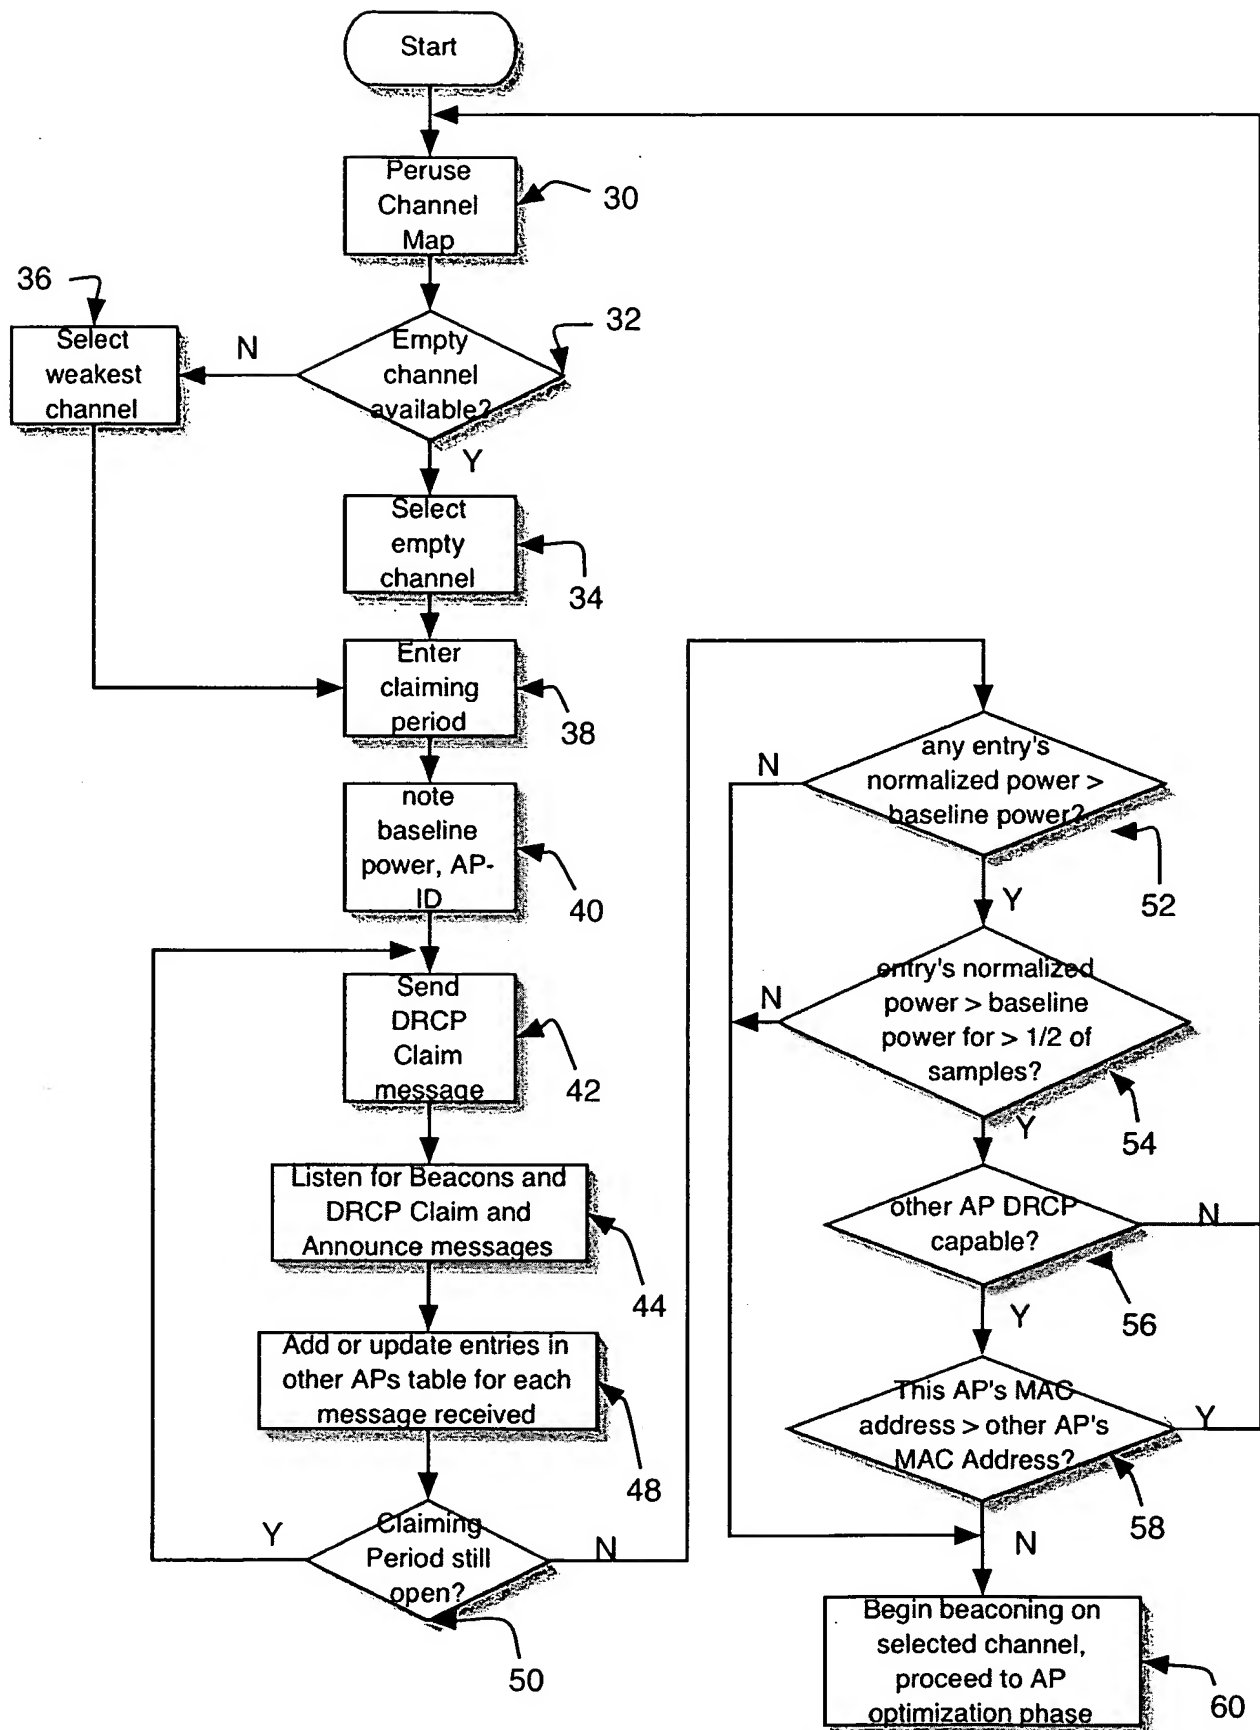 Start
Peruse
Channel
Map
30
36
Select
weakest
channel
N
Empty
channel
available?
32
Y
Select
empty
channel
34
Enter
claiming
period
38
note
baseline
power, AP-
ID
40
Send
DRCP
Claim
message
42
Listen for Beacons and
DRCP Claim and
Announce messages
44
Add or update entries in
other APs table for each
message received
48
Y
Claiming
Period still
open?
N
50
N
any entry's
normalized power >
baseline power?
52
Y
N
entry's normalized
power > baseline
power for > 1/2 of
samples?
54
Y
other AP DRCP
capable?
N
56
Y
This AP's MAC
address > other AP's
MAC Address?
Y
58
N
Begin beaconing on
selected channel,
proceed to AP
optimization phase
60